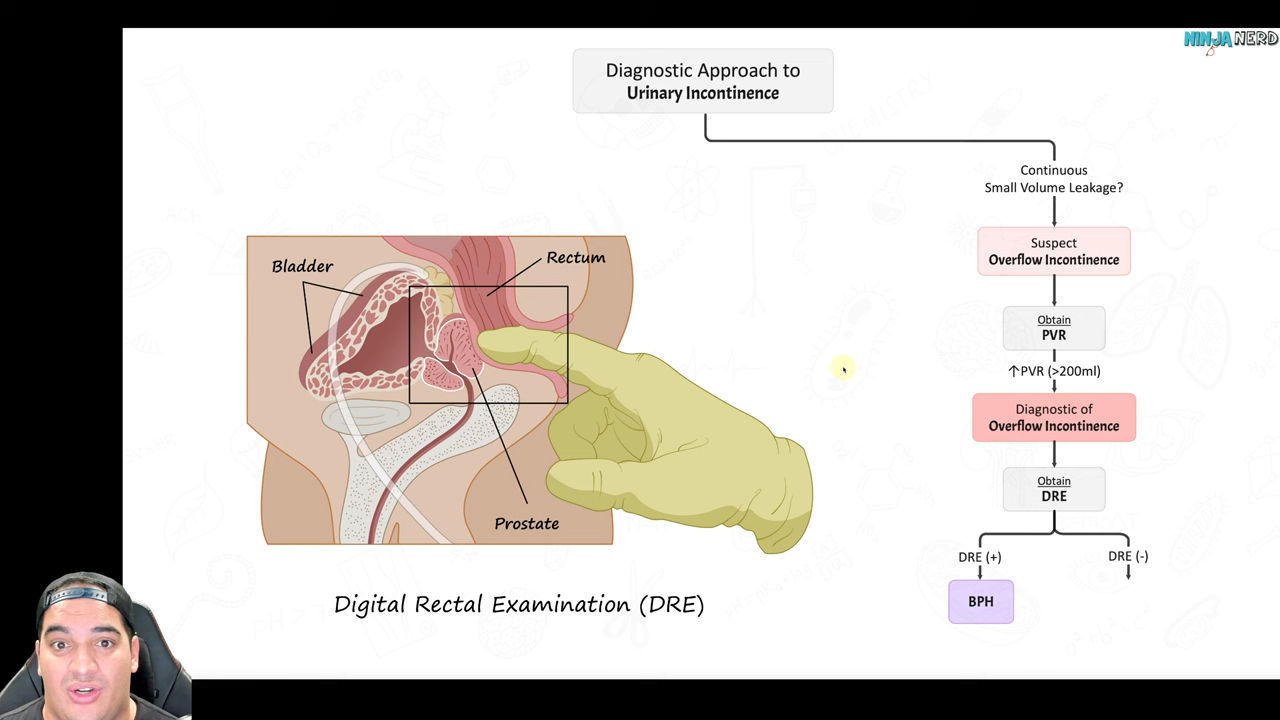 NINJA NERD
Diagnostic Approach to
Urinary Incontinence
Continuous
Small Volume Leakage?
Suspect
Overflow Incontinence
Obtain
PVR
↑PVR (>200ml)
Diagnostic of
Overflow Incontinence
Obtain
DRE
DRE (+)
DRE (-)
BPH
Bladder
Rectum
Prostate
Digital Rectal Examination (DRE)